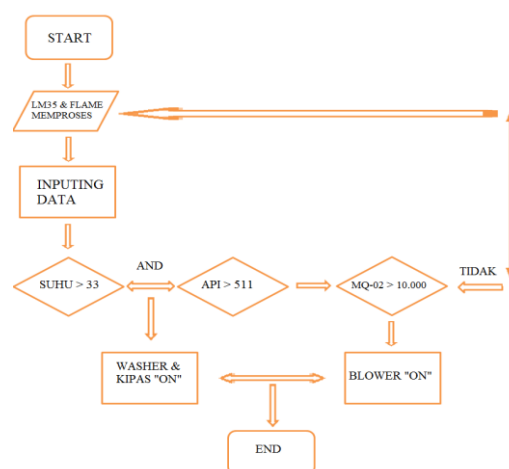 START
LM35 & FLAME
MEMPROSES
INPUTING
DATA
SUHU > 33
AND
API > 511
MQ-02 > 10.000
TIDAK
WASHER &
KIPAS "ON"
BLOWER "ON"
END